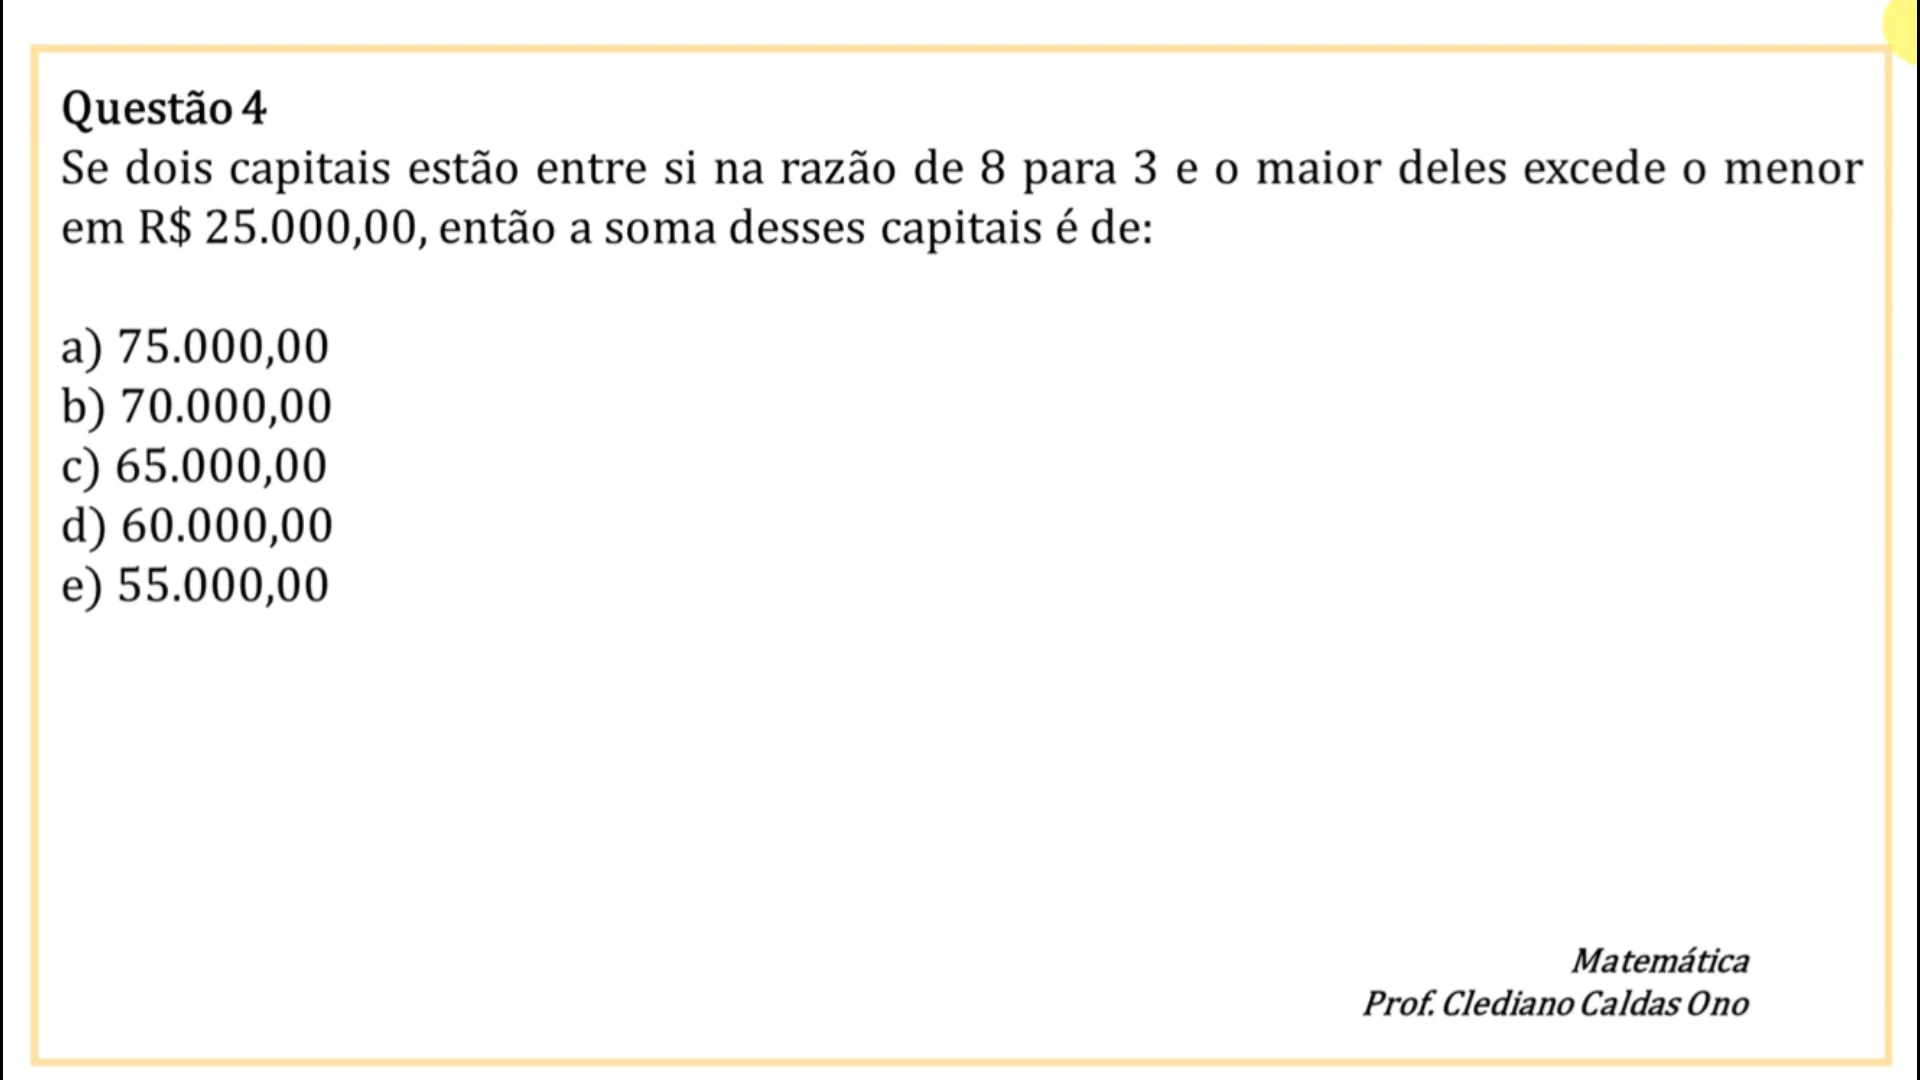 Questão 4
Se dois capitais estão entre si na razão de 8 para 3 e o maior deles excede o menor
em R$ 25.000,00, então a soma desses capitais é de:
a) 75.000,00
b) 70.000,00
c) 65.000,00
d) 60.000,00
e) 55.000,00
Matemática
Prof. Clediano Caldas Ono